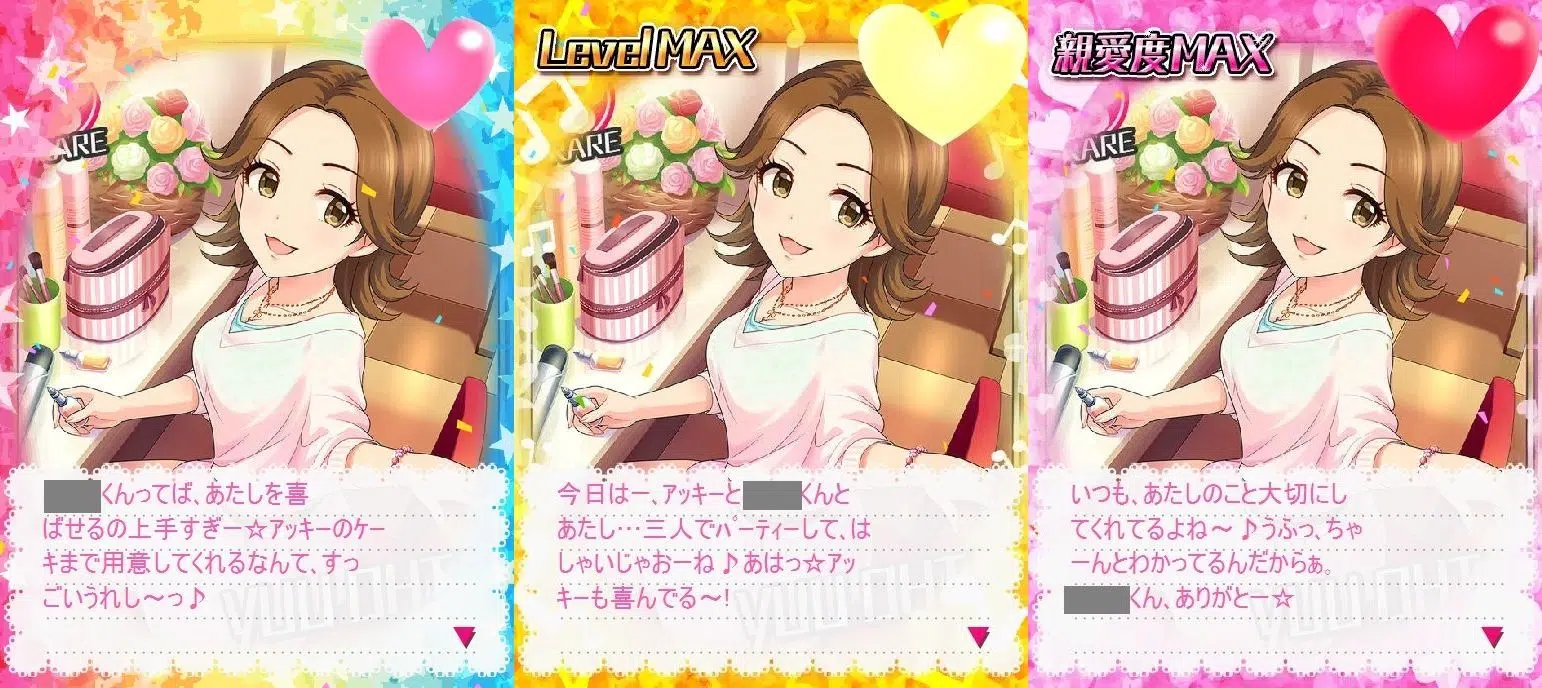 ARE
くんってば、あたしを喜
ばせるの上手すぎー☆アッキーのケー
キまで用意してくれるなんて、すっ
ごいうれし～っ♪
Level MAX
ARE
今日はー、アッキーと くんと
あたし…三人でパーティーして、は
しゃいじゃおーね♪あはっ☆アッ
キーも喜んでる～!
親愛度MAX
ARE
いつも、あたしのこと大切にし
てくれてるよね～♪うふっ、ちゃ
ーんとわかってるんだからぁ。
くん、ありがとー☆